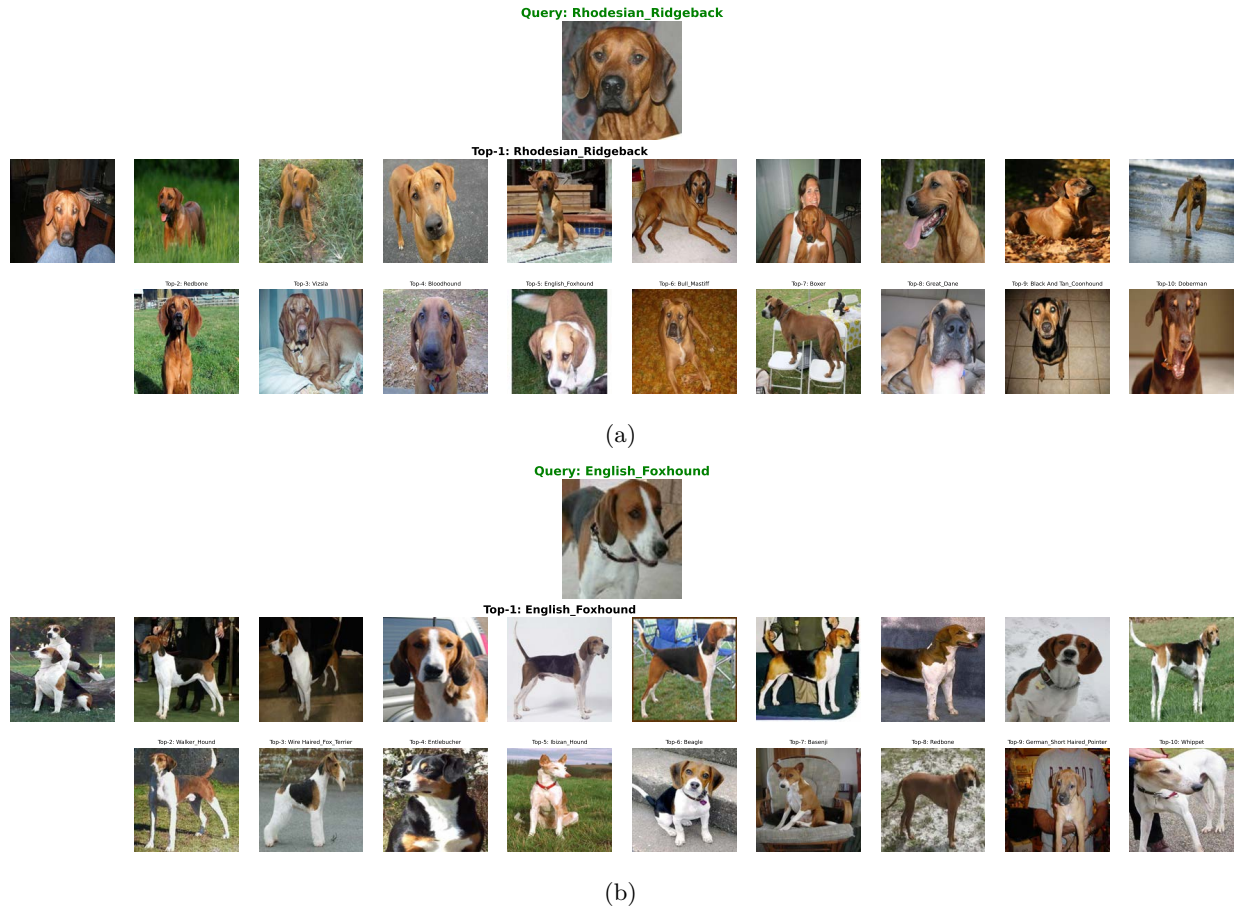 Query: Rhodesian_Ridgeback
Top-1: Rhodesian_Ridgeback
Top-2: Redbone
Top-3: Vizsla
Top-4: Bloodhound
Top-5: English_Foxhound
Top-6: Bull_Mastiff
Top-7: Boxer
Top-8: Great_Dane
Top-9: Black And Tan_Coonhound
Top-10: Doberman
(a)
Query: English_Foxhound
Top-1: English_Foxhound
Top-2: Walker_Hound
Top-3: Wire Haired_Fox_Terrier
Top-4: Entlebucher
Top-5: Ibizan_Hound
Top-6: Beagle
Top-7: Basenji
Top-8: Redbone
Top-9: German_Short Haired_Pointer
Top-10: Whippet
(b)